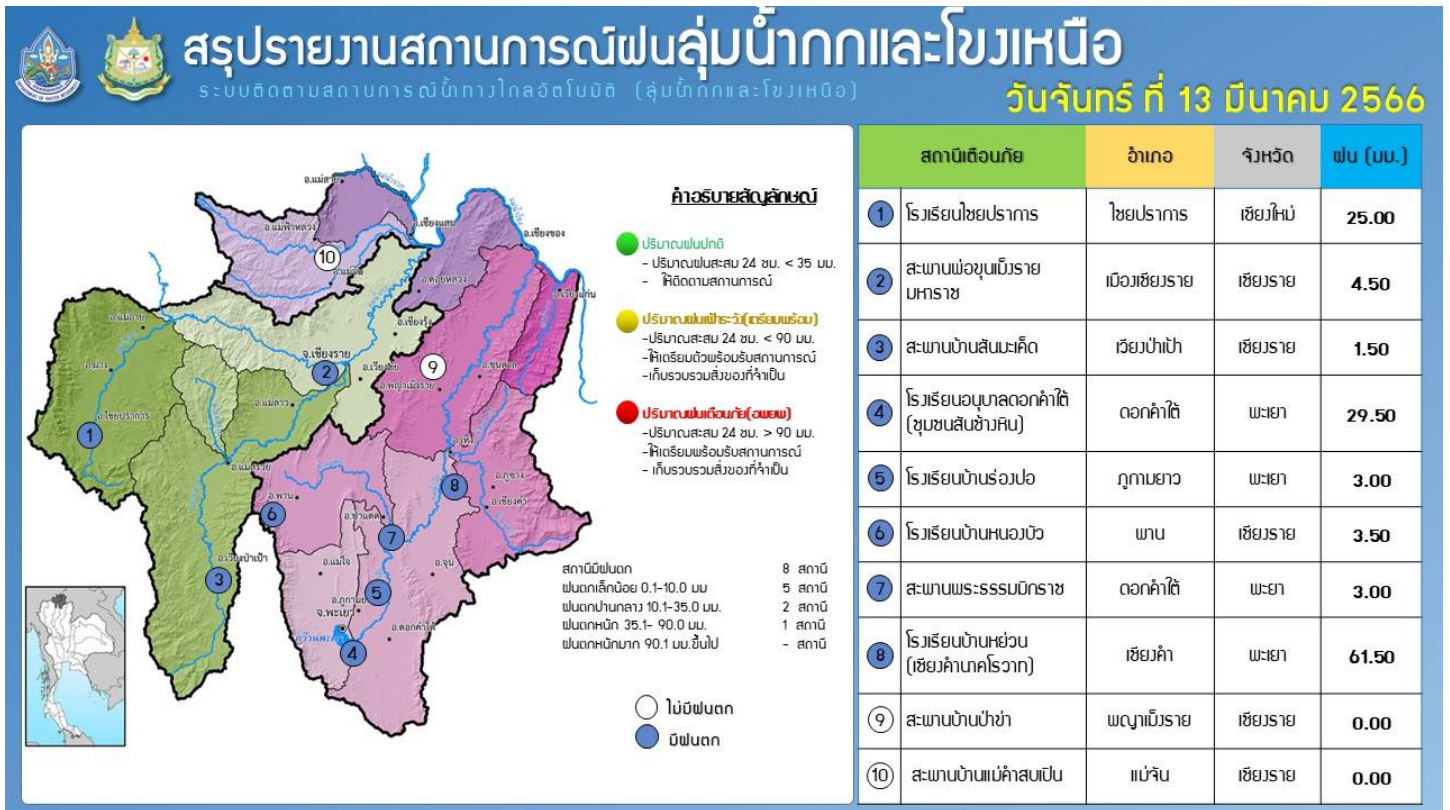 สรุปรายงานสถานการณ์ฝนลุ่มน้ำกกและโขงเหนือ
ระบบติดตามสถานการณ์น้ำทางไกลอัตโนมัติ (ลุ่มน้ำกกและโขงเหนือ)
วันจันทร์ ที่ 13 มีนาคม 2566
อ.แม่สาย
อ.แม่ฟ้าหลวง
อ.เชียงแสน
อ.เชียงของ
10
อ.แม่จัน
อ.ดอยหลวง
อ.เวียงแก่น
อ.แม่อาย
อ.เชียงรุ้ง
จ.เชียงราย
2
อ.เวียงชัย
9
อ.ขุนตาล
อ.ฝาง
อ.พญาเม็งราย
อ.แม่ลาว
อ.ไชยปราการ
1
อ.เทิง
อ.แม่สรวย
8
อ.ภูซาง
อ.พาน
อ.เชียงคำ
6
อ.ป่าแดด
7
อ.เวียงป่าเป้า
อ.แม่ใจ
อ.จุน
3
5
อ.ภูกามยาว
จ.พะเยา
กว๊านพะเยา
อ.ดอกคำใต้
4
คำอธิบายสัญลักษณ์
ปริมาณฝนปกติ
- ปริมาณฝนสะสม 24 ชม. < 35 มม.
- ให้ติดตามสถานการณ์
ปริมาณฝนเฝ้าระวัง(เตรียมพร้อม)
-ปริมาณสะสม 24 ชม. < 90 มม.
-ให้เตรียมตัวพร้อมรับสถานการณ์
-เก็บรวบรวมสิ่งของที่จำเป็น
ปริมาณฝนเตือนภัย(อพยพ)
-ปริมาณสะสม 24 ชม. > 90 มม.
-ให้เตรียมพร้อมรับสถานการณ์
- เก็บรวบรวมสิ่งของที่จำเป็น
สถานีมีฝนตก 8 สถานี
ฝนตกเล็กน้อย 0.1-10.0 มม 5 สถานี
ฝนตกปานกลาง 10.1-35.0 มม. 2 สถานี
ฝนตกหนัก 35.1- 90.0 มม. 1 สถานี
ฝนตกหนักมาก 90.1 มม.ขึ้นไป - สถานี
ไม่มีฝนตก
มีฝนตก
สถานีเตือนภัย อำเภอ จังหวัด ฝน (มม.)
1 โรงเรียนไชยปราการ ไชยปราการ เชียงใหม่ 25.00
2 สะพานพ่อขุนเม็งราย
มหาราช เมืองเชียงราย เชียงราย 4.50
3 สะพานบ้านสันมะเค็ด เวียงป่าเป้า เชียงราย 1.50
4 โรงเรียนอนุบาลดอกคำใต้
(ชุมชนสันช้างหิน) ดอกคำใต้ พะเยา 29.50
5 โรงเรียนบ้านร่องปอ ภูกามยาว พะเยา 3.00
6 โรงเรียนบ้านหนองบัว พาน เชียงราย 3.50
7 สะพานพระธรรมมิกราช ดอกคำใต้ พะเยา 3.00
8 โรงเรียนบ้านหย่วน
(เชียงคำนาคโรวาท) เชียงคำ พะเยา 61.50
9 สะพานบ้านป่าข่า พญาเม็งราย เชียงราย 0.00
10 สะพานบ้านแม่คำสบเปิน แม่จัน เชียงราย 0.00